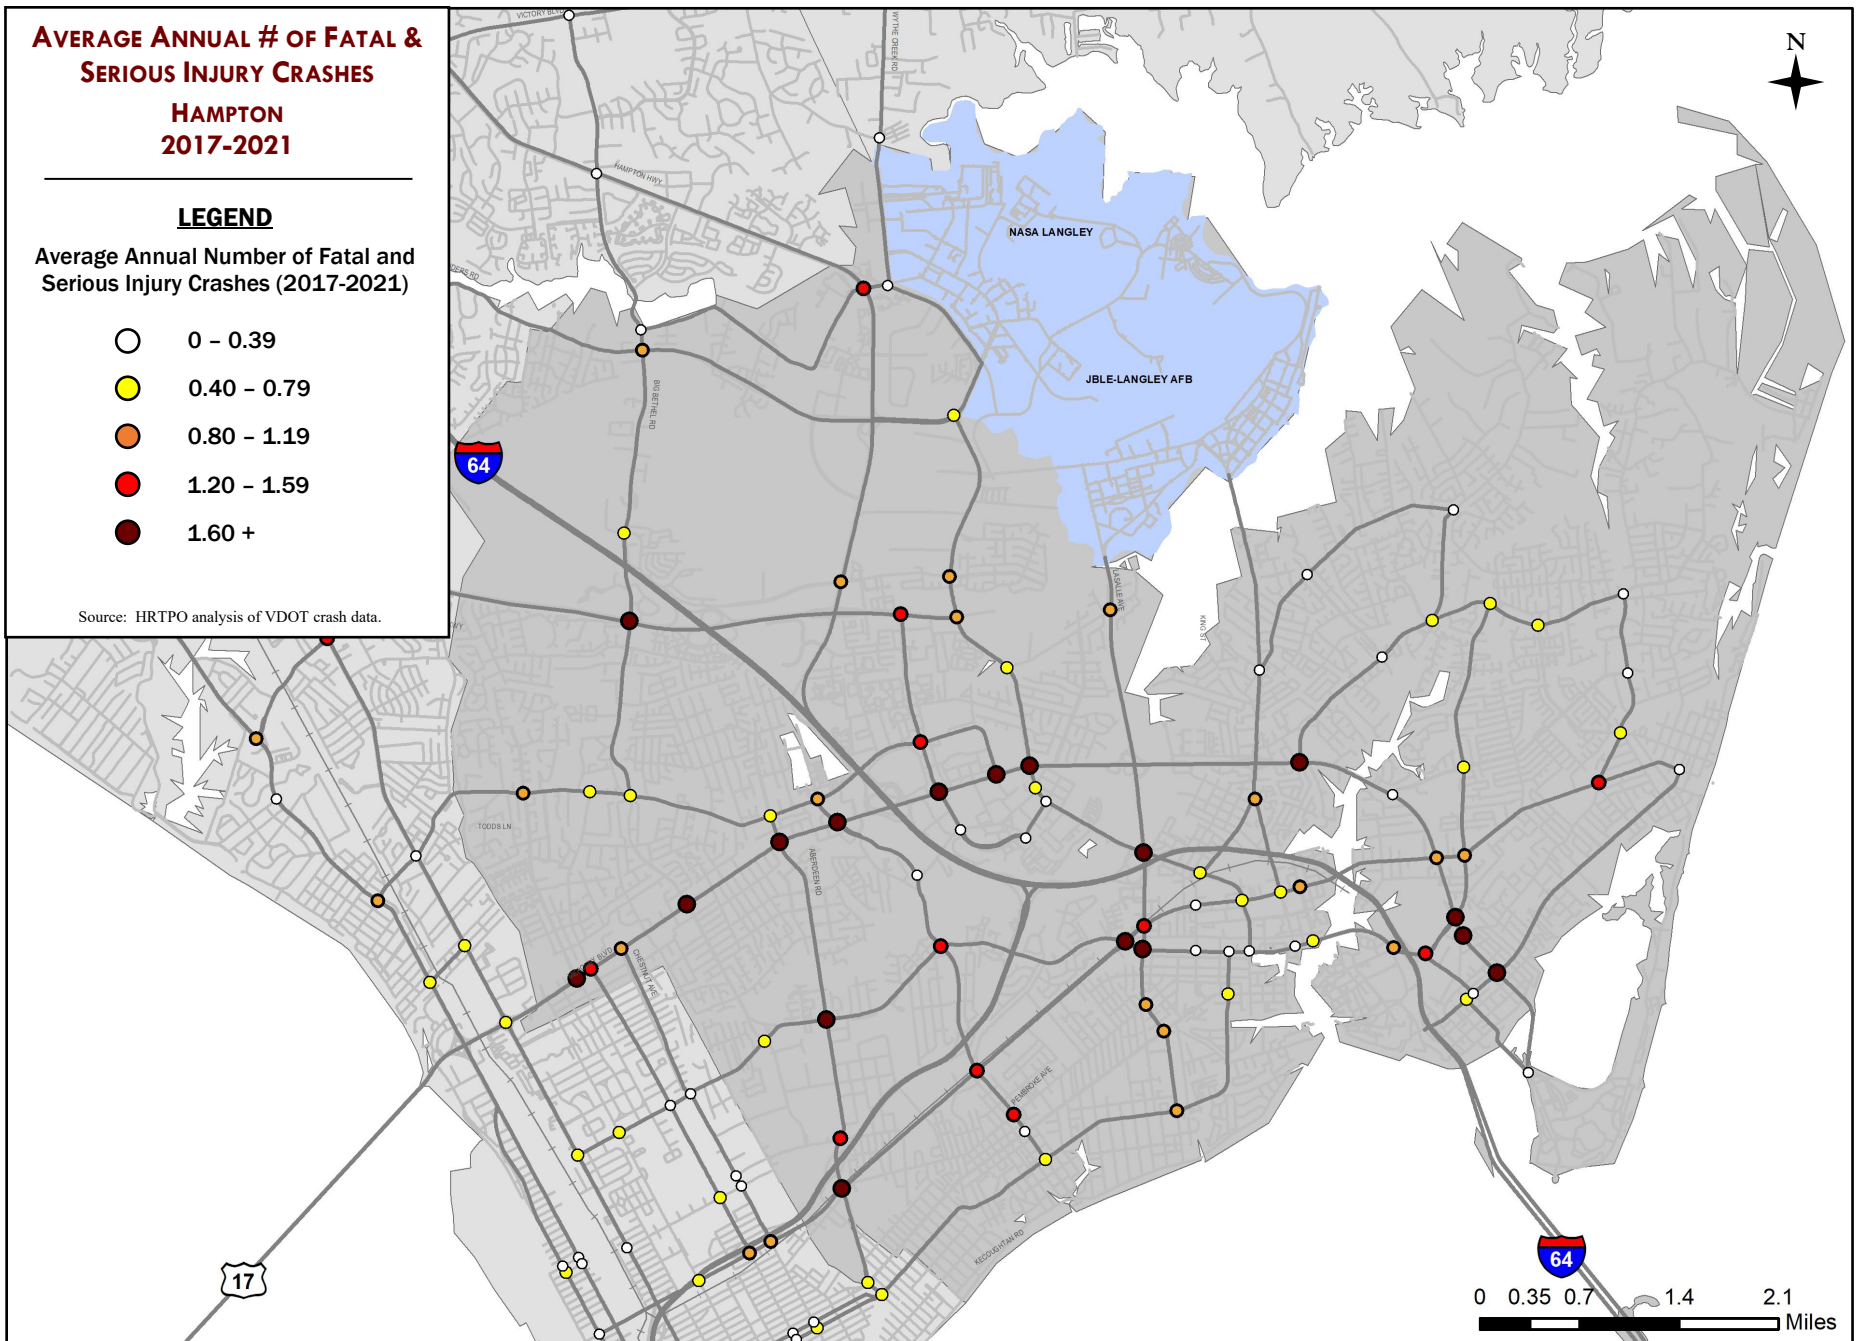 AVERAGE ANNUAL # OF FATAL &
SERIOUS INJURY CRASHES
HAMPTON
2017-2021
LEGEND
Average Annual Number of Fatal and
Serious Injury Crashes (2017-2021)
0 – 0.39
0.40 – 0.79
0.80 – 1.19
1.20 – 1.59
1.60 +
Source: HRTPO analysis of VDOT crash data.
N
VICTORY BLVD
WYTHE CREEK RD
HAMPTON HWY
NASA LANGLEY
JBLE-LANGLEY AFB
BIG BETHEL RD
64
LASALLE AVE
KING ST
TODDS LN
ABERDEEN RD
CHESTNUT AVE
PEMBROKE AVE
KECOUGHTAN RD
17
64
0 0.35 0.7 1.4 2.1
Miles